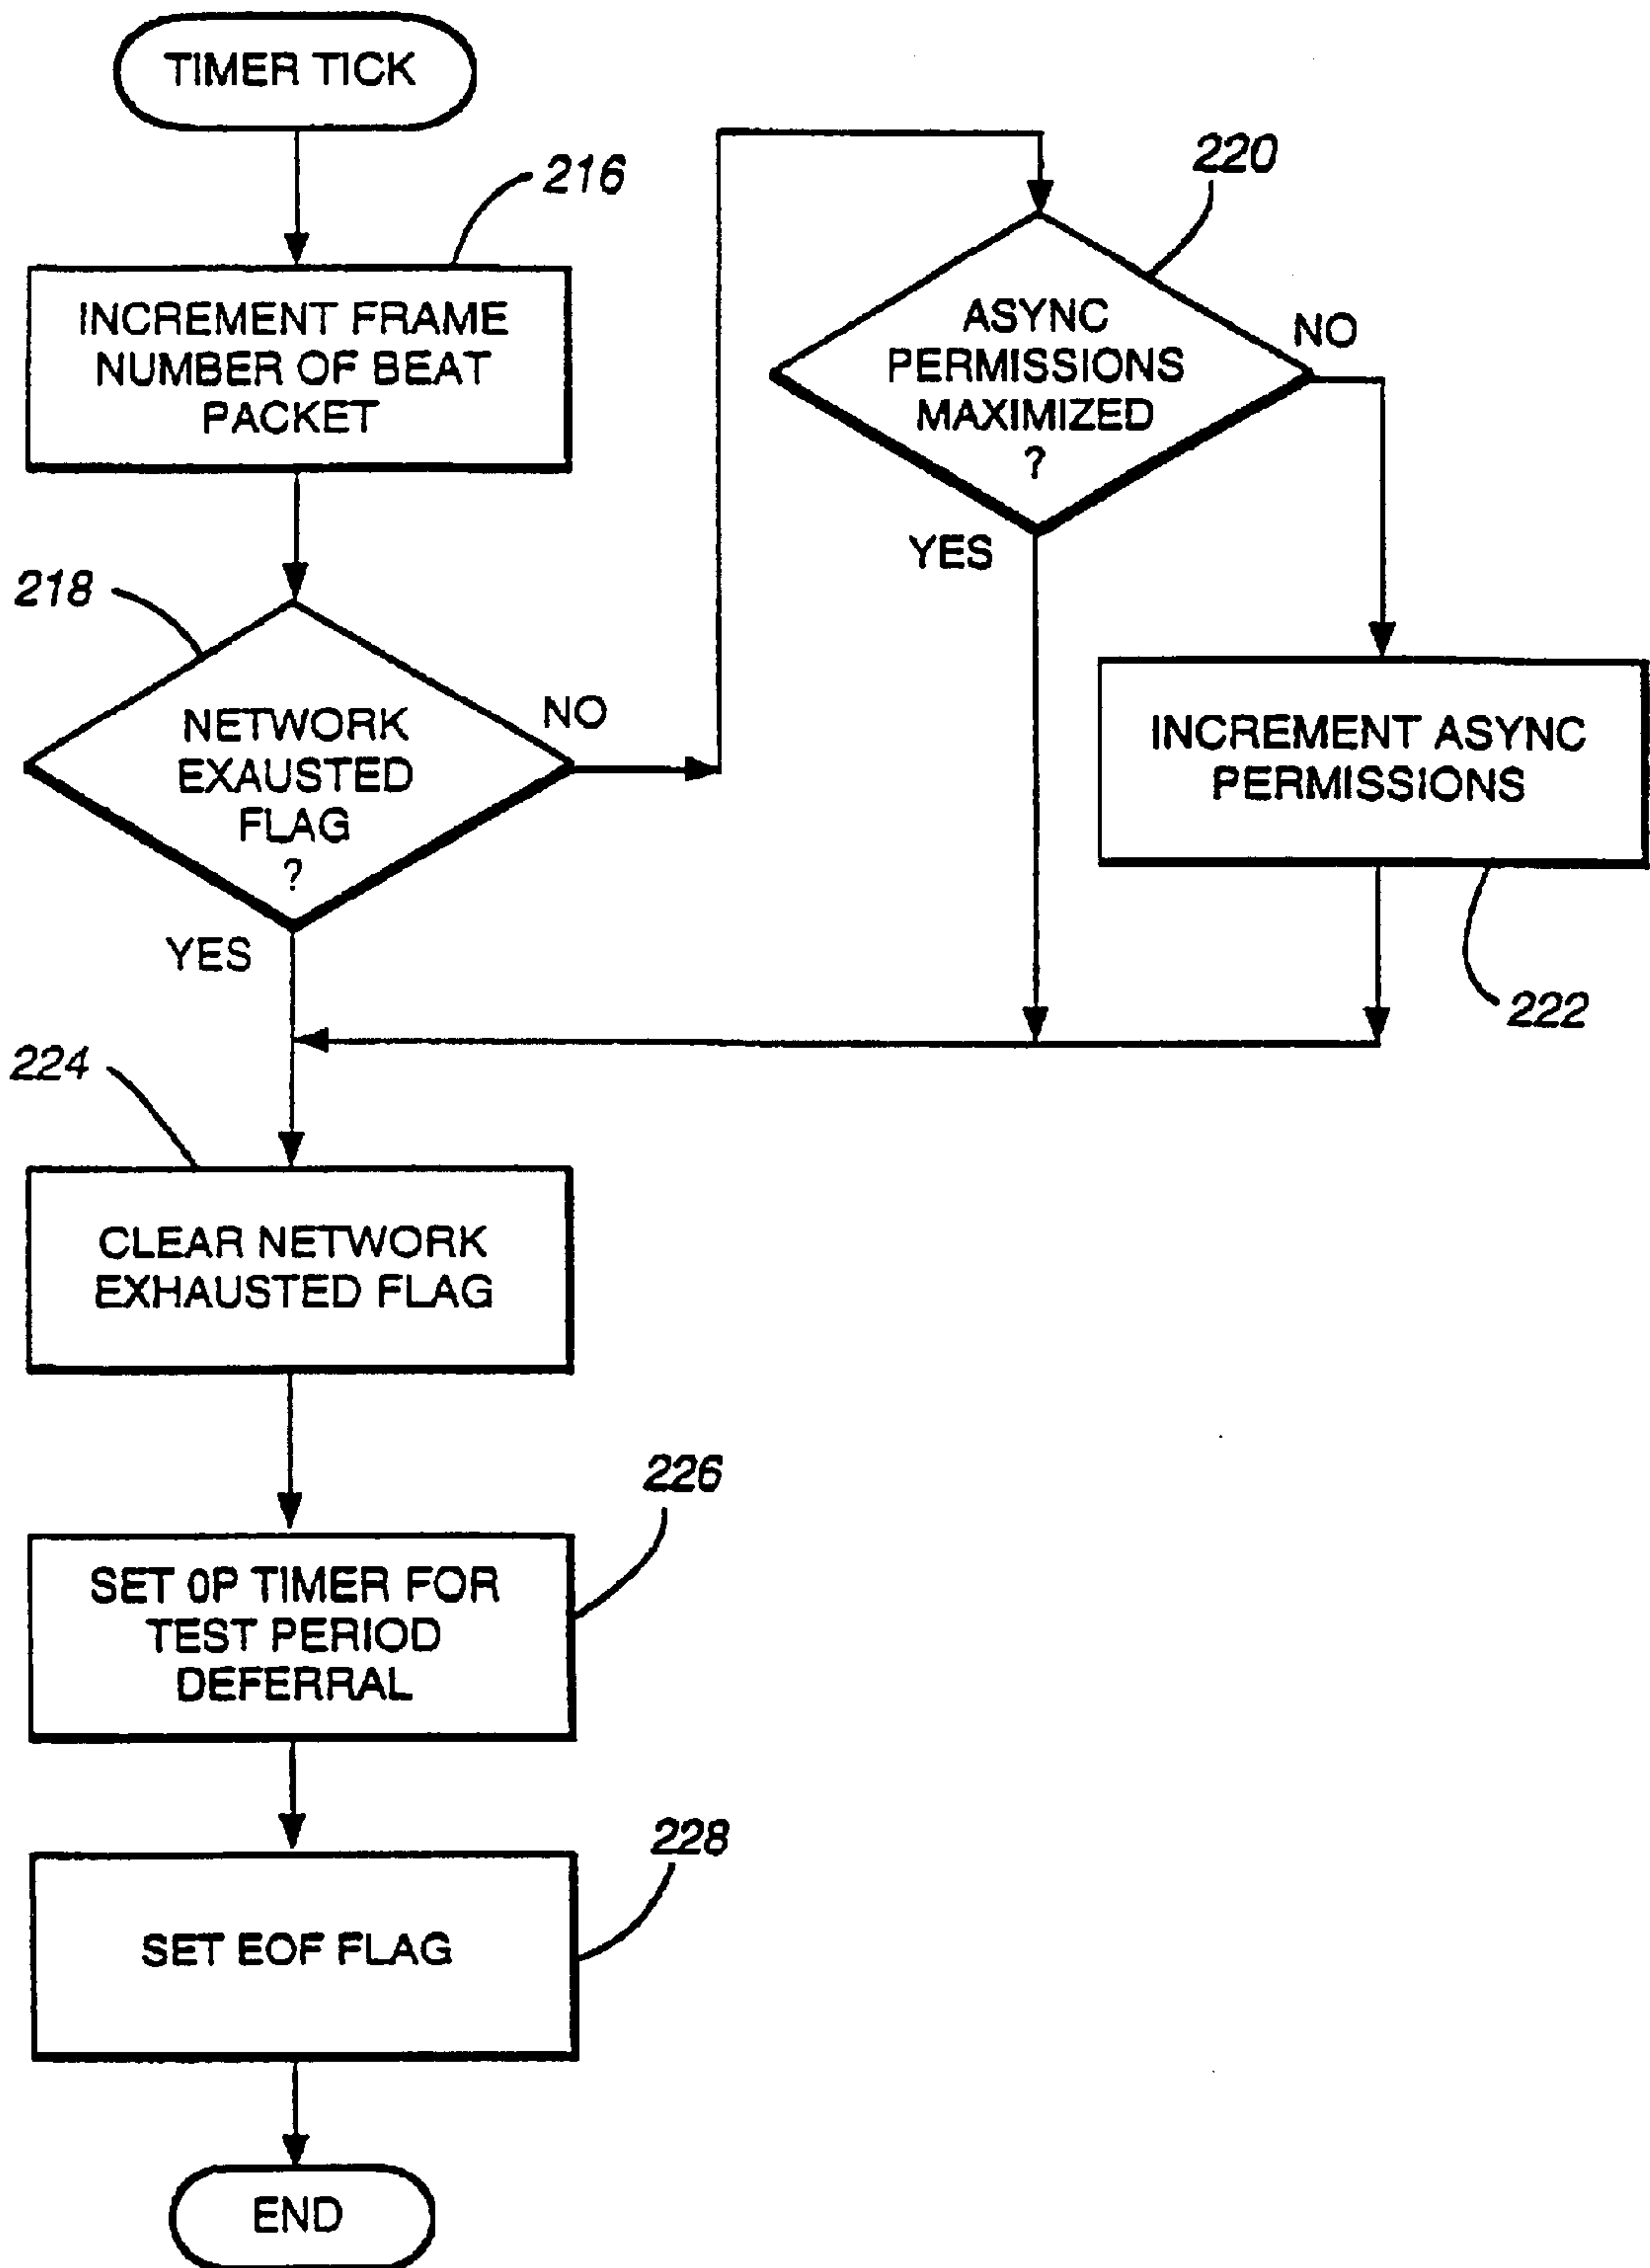 TIMER TICK
216
INCREMENT FRAME
NUMBER OF BEAT
PACKET
218
NETWORK
EXAUSTED
FLAG
?
NO
YES
220
ASYNC
PERMISSIONS
MAXIMIZED
?
NO
YES
INCREMENT ASYNC
PERMISSIONS
222
224
CLEAR NETWORK
EXHAUSTED FLAG
226
SET 0P TIMER FOR
TEST PERIOD
DEFERRAL
228
SET EOF FLAG
END